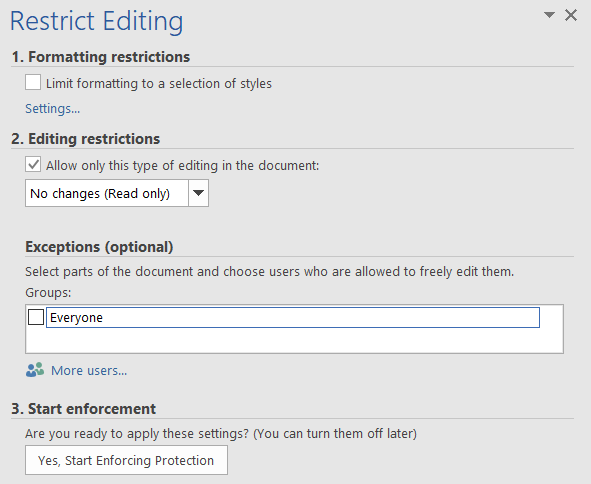 Restrict Editing
1. Formatting restrictions
Limit formatting to a selection of styles
Settings...
2. Editing restrictions
Allow only this type of editing in the document:
No changes (Read only)
Exceptions (optional)
Select parts of the document and choose users who are allowed to freely edit them.
Groups:
Everyone
More users...
3. Start enforcement
Are you ready to apply these settings? (You can turn them off later)
Yes, Start Enforcing Protection